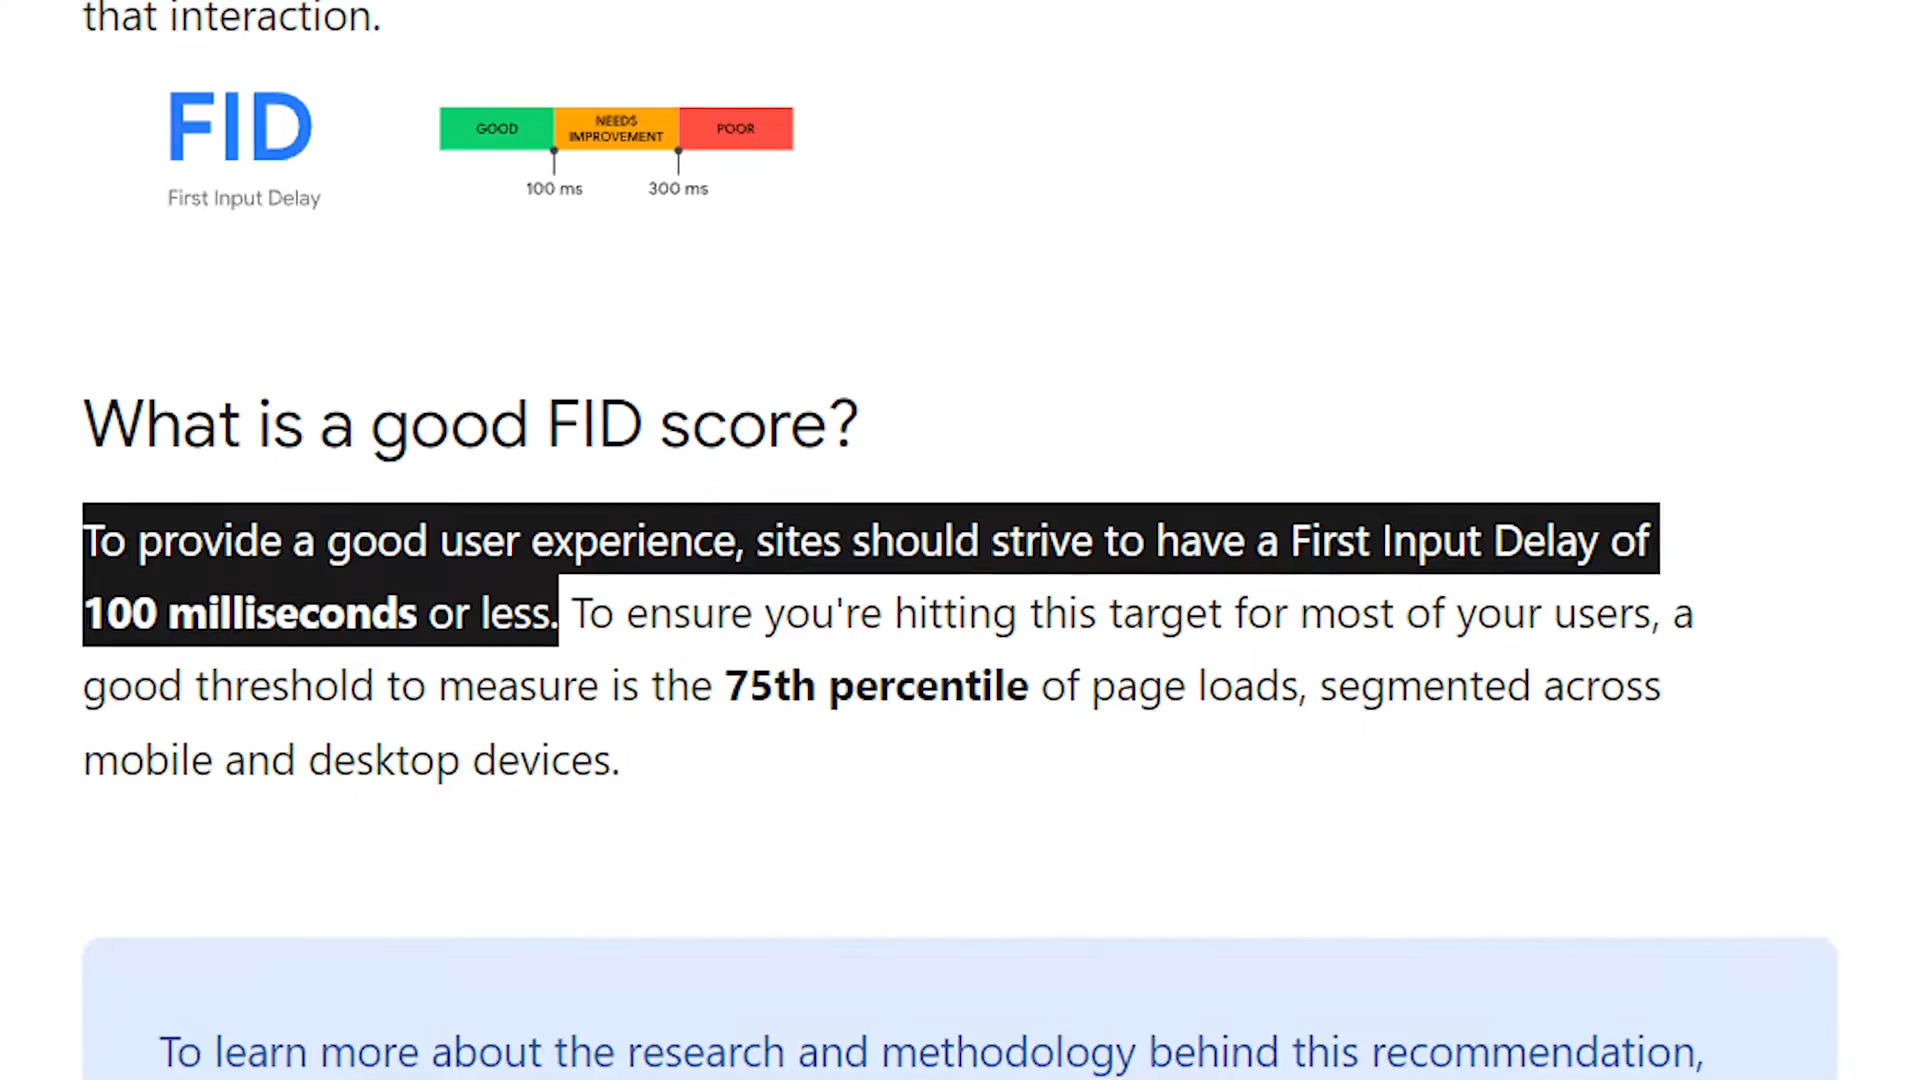 that interaction.
FID
First Input Delay
GOOD
NEEDS
IMPROVEMENT
POOR
100 ms
300 ms
What is a good FID score?
To provide a good user experience, sites should strive to have a First Input Delay of
100 milliseconds or less. To ensure you're hitting this target for most of your users, a
good threshold to measure is the 75th percentile of page loads, segmented across
mobile and desktop devices.
To learn more about the research and methodology behind this recommendation,